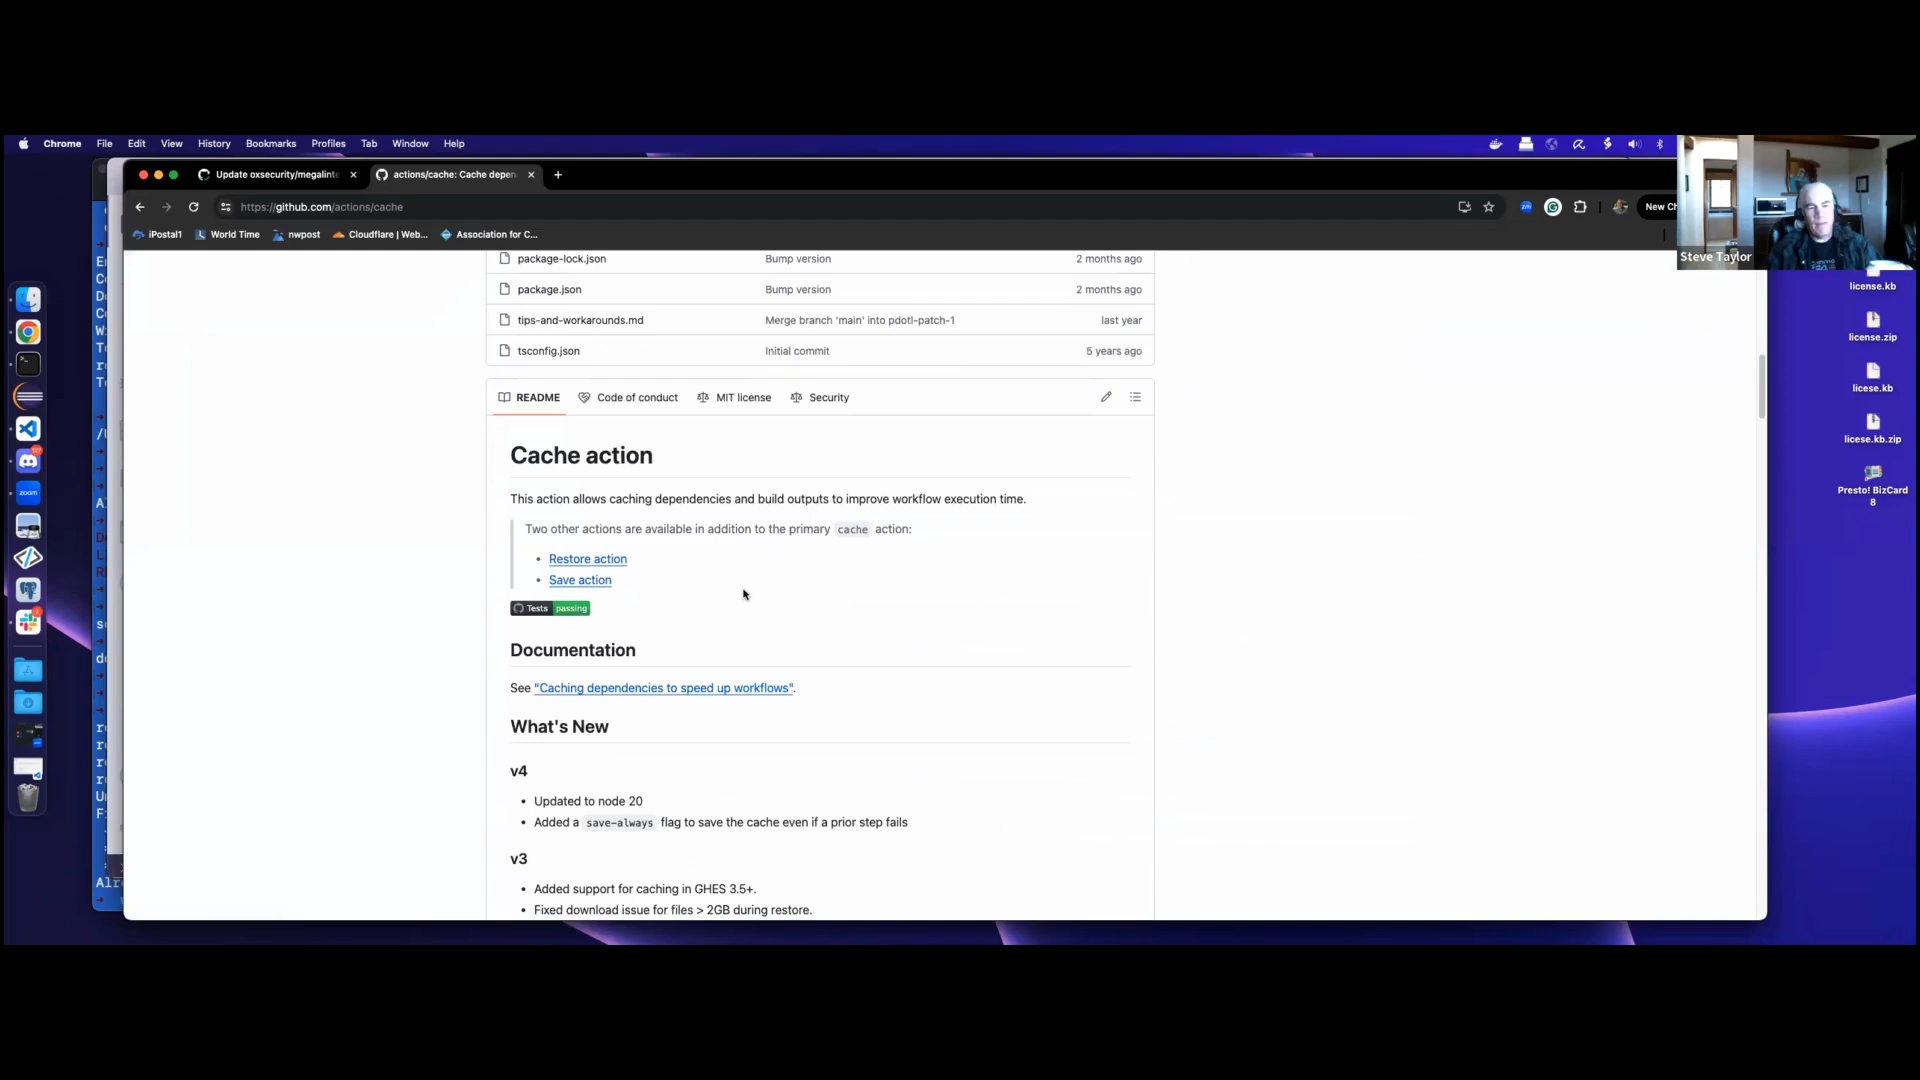 Chrome File Edit View History Bookmarks Profiles Tab Window Help
Update oxsecurity/megalinte
actions/cache: Cache depen
https://github.com/actions/cache
New Ch
iPostal1 World Time nwpost Cloudflare | Web... Association for C...
Steve Taylor
package-lock.json Bump version 2 months ago
package.json Bump version 2 months ago
tips-and-workarounds.md Merge branch 'main' into pdotl-patch-1 last year
tsconfig.json Initial commit 5 years ago
README Code of conduct MIT license Security
Cache action
This action allows caching dependencies and build outputs to improve workflow execution time.
Two other actions are available in addition to the primary cache action:
• Restore action
• Save action
Tests passing
Documentation
See "Caching dependencies to speed up workflows".
What's New
v4
• Updated to node 20
• Added a save-always flag to save the cache even if a prior step fails
v3
• Added support for caching in GHES 3.5+.
• Fixed download issue for files > 2GB during restore.
license.kb
license.zip
licese.kb
licese.kb.zip
Presto! BizCard
8
zoom